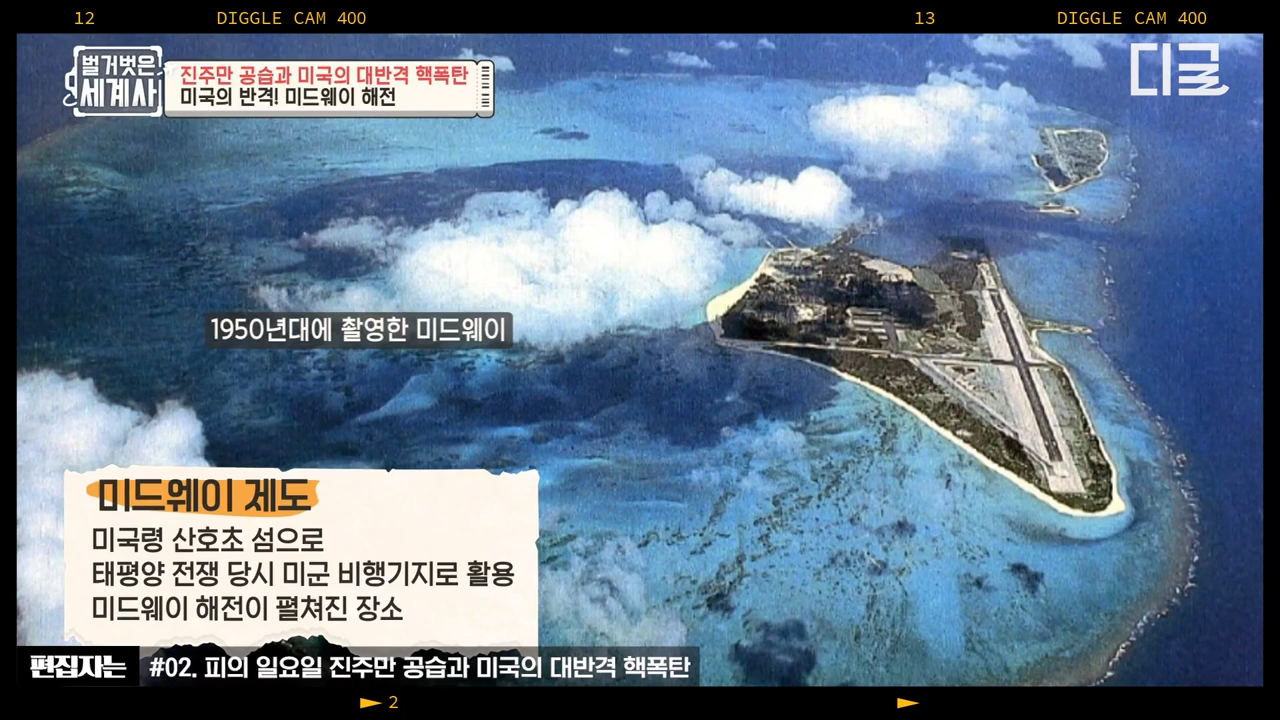 12 DIGGLE CAM 400 13 DIGGLE CAM 400
벌거벗은
세계사
진주만 공습과 미국의 대반격 핵폭탄
미국의 반격! 미드웨이 해전
디글
1950년대에 촬영한 미드웨이
미드웨이 제도
미국령 산호초 섬으로
태평양 전쟁 당시 미군 비행기지로 활용
미드웨이 해전이 펼쳐진 장소
편집자는 #02. 피의 일요일 진주만 공습과 미국의 대반격 핵폭탄
2